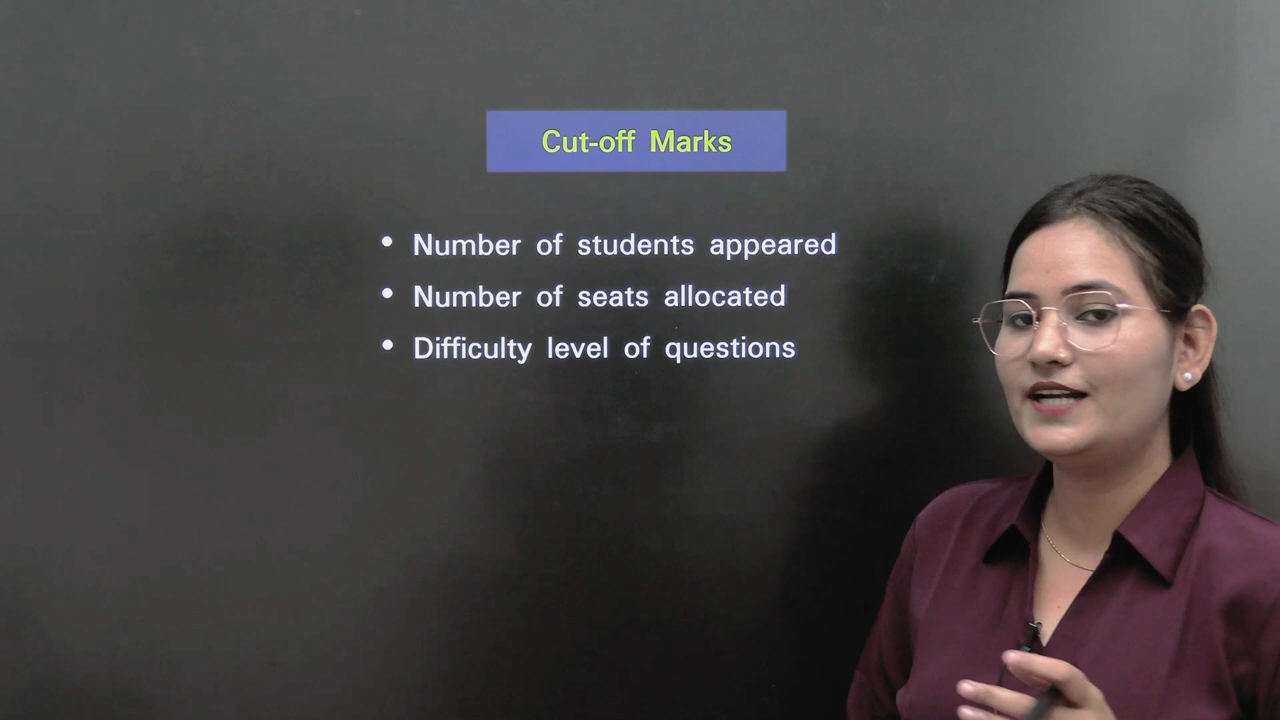 Cut-off Marks
• Number of students appeared
• Number of seats allocated
• Difficulty level of questions